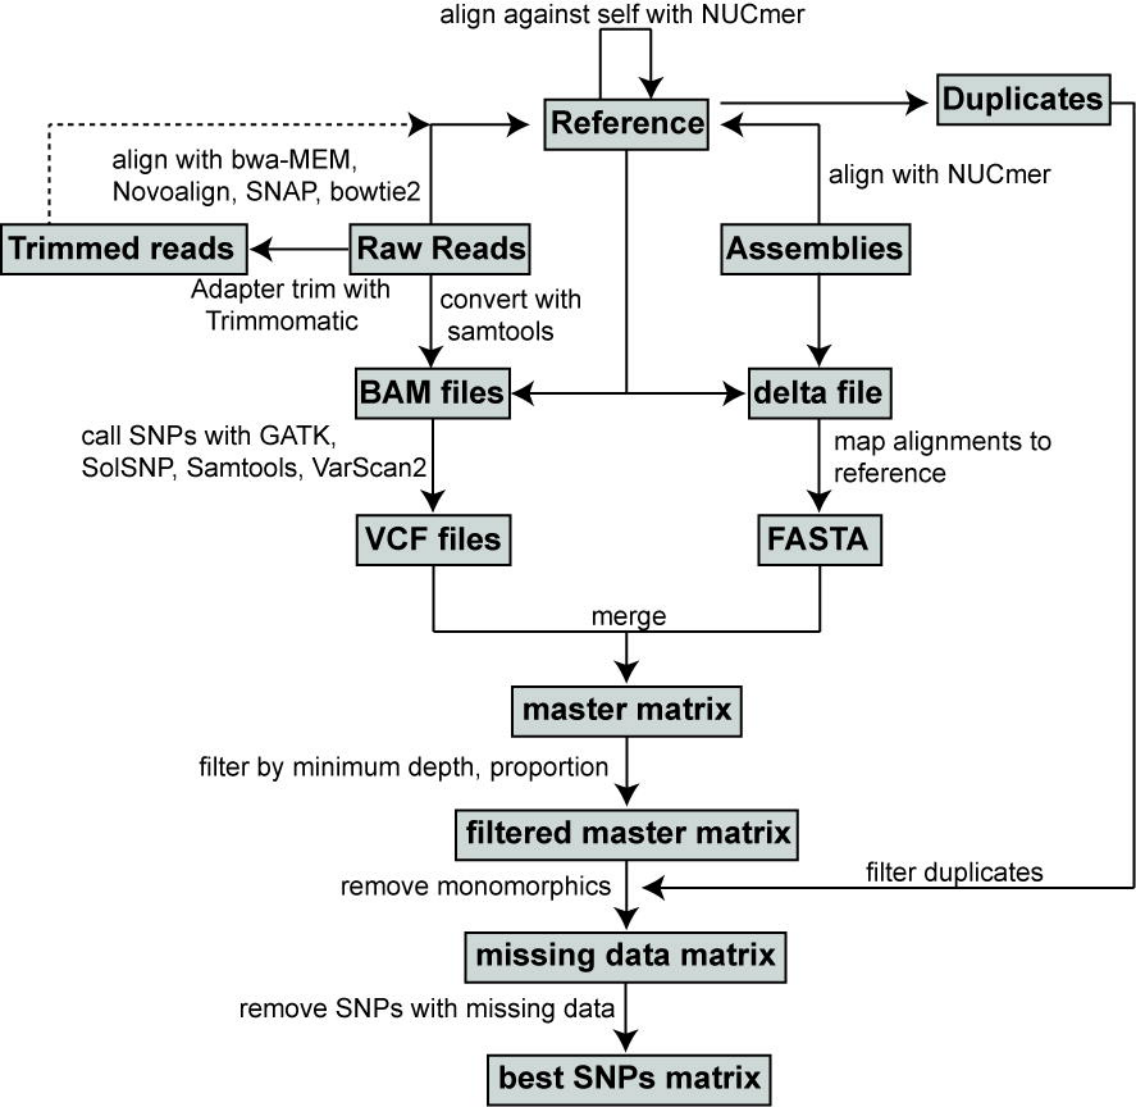 align against self with NUCmer
Duplicates
Reference
align with bwa-MEM,
Novoalign, SNAP, bowtie2
align with NUCmer
Trimmed reads
Raw Reads
Assemblies
Adapter trim with
Trimmomatic
convert with
samtools
BAM files
delta file
call SNPs with GATK,
SolSNP, Samtools, VarScan2
map alignments to
reference
VCF files
FASTA
merge
master matrix
filter by minimum depth, proportion
filtered master matrix
filter duplicates
remove monomorphics
missing data matrix
remove SNPs with missing data
best SNPs matrix